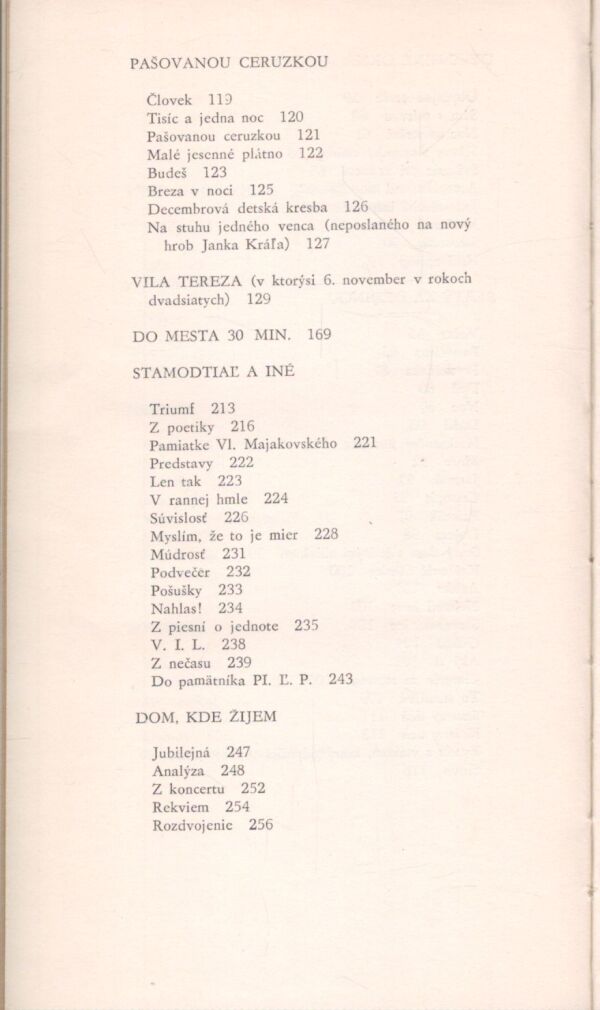 PAŠOVANOU CERUZKOU
Človek 119
Tisíc a jedna noc 120
Pašovanou ceruzkou 121
Malé jesenné plátno 122
Budeš 123
Breza v noci 125
Decembrová detská kresba 126
Na stuhu jedného venca (neposlaného na nový
hrob Janka Kráľa) 127
VILA TEREZA (v ktorýsi 6. november v rokoch
dvadsiatych) 129
DO MESTA 30 MIN. 169
STAMODTIAĽ A INÉ
Triumf 213
Z poetiky 216
Pamiatke Vl. Majakovského 221
Predstavy 222
Len tak 223
V rannej hmle 224
Súvislosť 226
Myslím, že to je mier 228
Múdrosť 231
Podvečer 232
Pošušky 233
Nahlas! 234
Z piesní o jednote 235
V. I. L. 238
Z nečasu 239
Do pamätníka Pl. Ľ. P. 243
DOM, KDE ŽIJEM
Jubilejná 247
Analýza 248
Z koncertu 252
Rekviem 254
Rozdvojenie 256